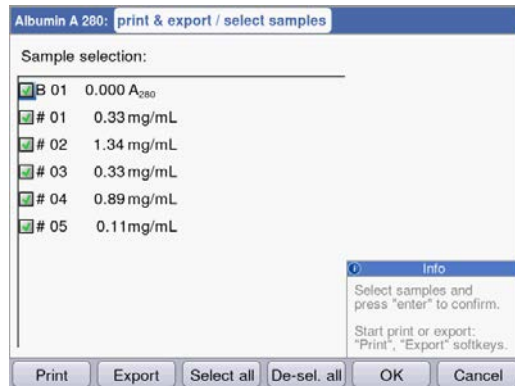 Albumin A 280: print & export / select samples
Sample selection:
B 01 0.000 A₂₈₀
# 01 0.33 mg/mL
# 02 1.34 mg/mL
# 03 0.33 mg/mL
# 04 0.89 mg/mL
# 05 0.11mg/mL
Info
Select samples and
press "enter" to confirm.
Start print or export:
"Print", "Export" softkeys.
Print Export Select all De-sel. all OK Cancel